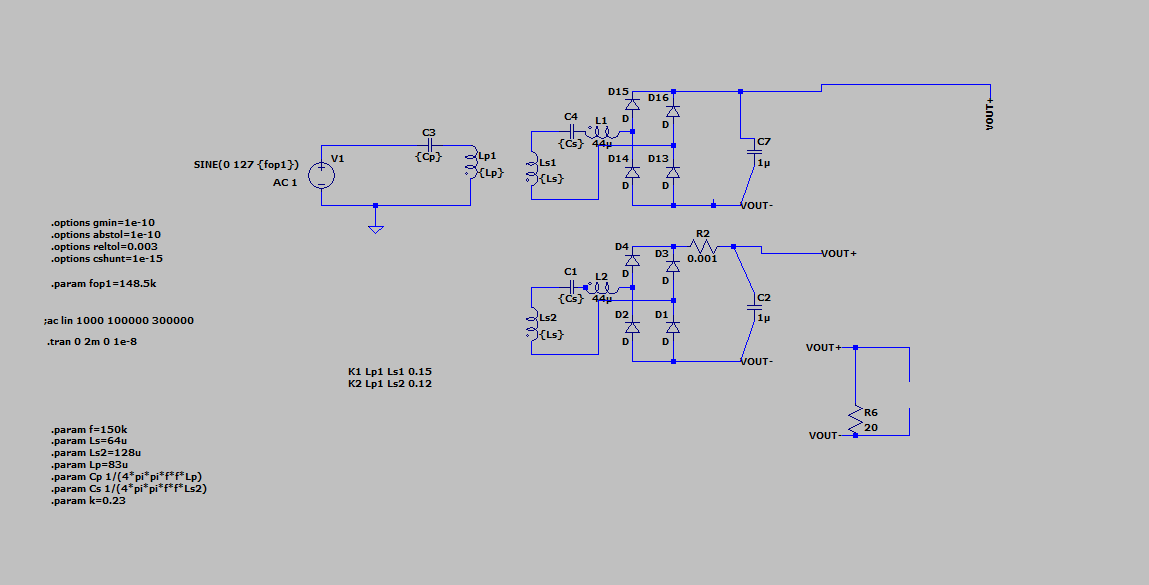 D15
D16
D
D
C4
L1
{Cs}
44µ
C3
{Cp}
SINE(0 127 {fop1})
AC 1
V1
Lp1
{Lp}
Ls1
{Ls}
D14
D13
D
D
C7
1µ
VOUT-
VOUT+
.options gmin=1e-10
.options abstol=1e-10
.options reltol=0.003
.options cshunt=1e-15
.param fop1=148.5k
;ac lin 1000 100000 300000
.tran 0 2m 0 1e-8
D4
D3
D
D
R2
0.001
VOUT+
C1
L2
{Cs}
44µ
Ls2
{Ls}
D2
D1
D
D
C2
1µ
VOUT-
K1 Lp1 Ls1 0.15
K2 Lp1 Ls2 0.12
VOUT+
R6
20
VOUT-
.param f=150k
.param Ls=64u
.param Ls2=128u
.param Lp=83u
.param Cp 1/(4*pi*pi*f*f*Lp)
.param Cs 1/(4*pi*pi*f*f*Ls2)
.param k=0.23